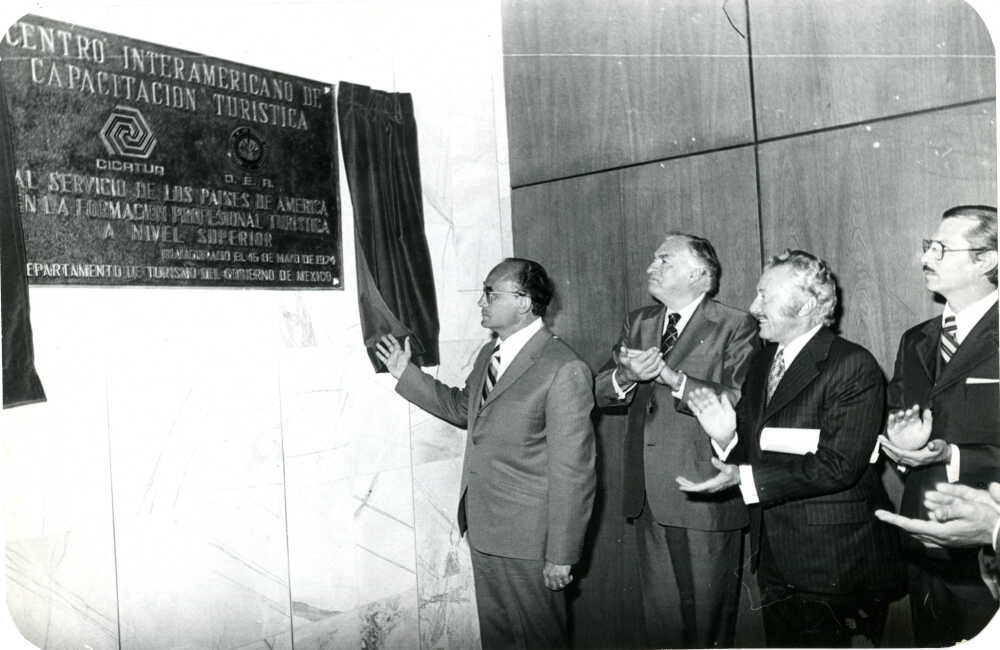 CENTRO INTERAMERICANO DE
CAPACITACION TURISTICA
CICATUR
O. E. A.
AL SERVICIO DE LOS PAISES DE AMERICA
EN LA FORMACION PROFESIONAL TURISTICA
A NIVEL SUPERIOR
INAUGURADO EL 16 DE MAYO DE 1974
DEPARTAMENTO DE TURISMO DEL GOBIERNO DE MEXICO